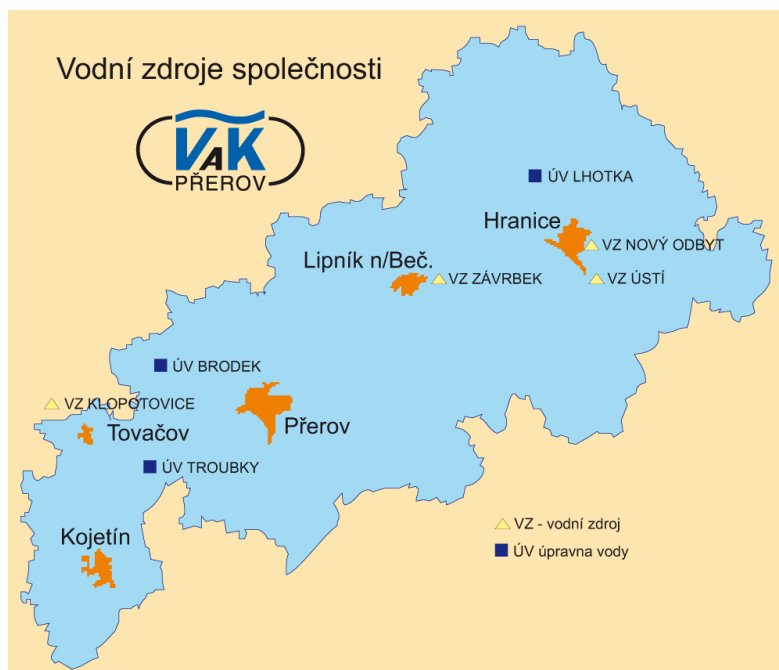 Vodní zdroje společnosti
VAK
PŘEROV
ÚV LHOTKA
Hranice
VZ NOVÝ ODBYT
Lipník n/Beč.
VZ ZÁVRBEK
VZ ÚSTÍ
ÚV BRODEK
VZ KLOPOTOVICE
Přerov
Tovačov
ÚV TROUBKY
VZ - vodní zdroj
Kojetín
ÚV úpravna vody